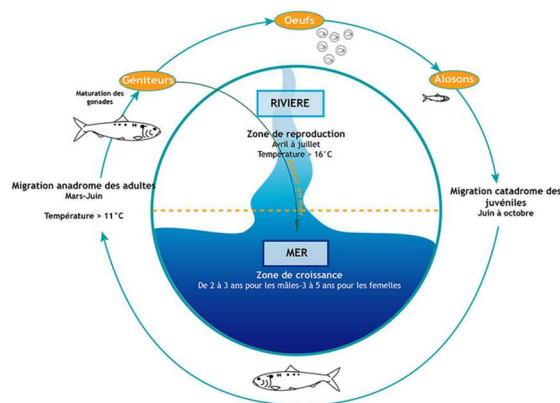 Oeufs
Géniteurs
Alosons
Maturation des
gonades
RIVIERE
Zone de reproduction
Avril à juillet
Température > 16°C
Migration anadrome des adultes
Mars-Juin
Température > 11°C
Migration catadrome des
juvéniles
Juin à octobre
MER
Zone de croissance
De 2 à 3 ans pour les mâles-3 à 5 ans pour les femelles